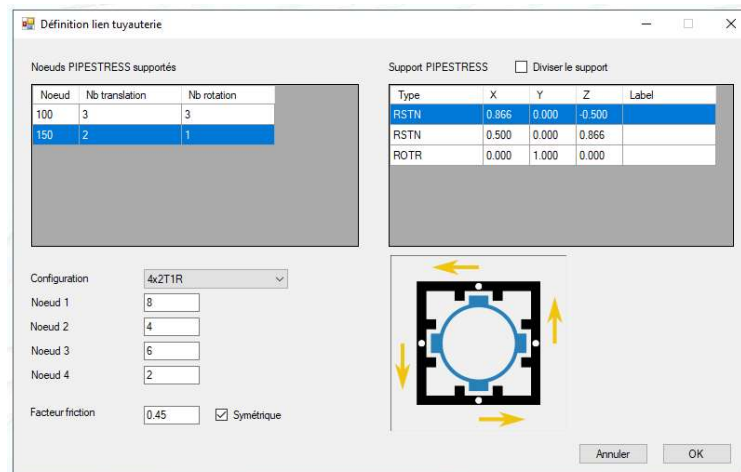 Définition lien tuyauterie
Noeuds PIPESTRESS supportés
Noeud Nb translation Nb rotation
100 3 3
150 2 1
Support PIPESTRESS Diviser le support
Type X Y Z Label
RSTN 0.866 0.000 -0.500
RSTN 0.500 0.000 0.866
ROTR 0.000 1.000 0.000
Configuration 4x2T1R
Noeud 1 8
Noeud 2 4
Noeud 3 6
Noeud 4 2
Facteur friction 0.45 Symétrique
Annuler OK